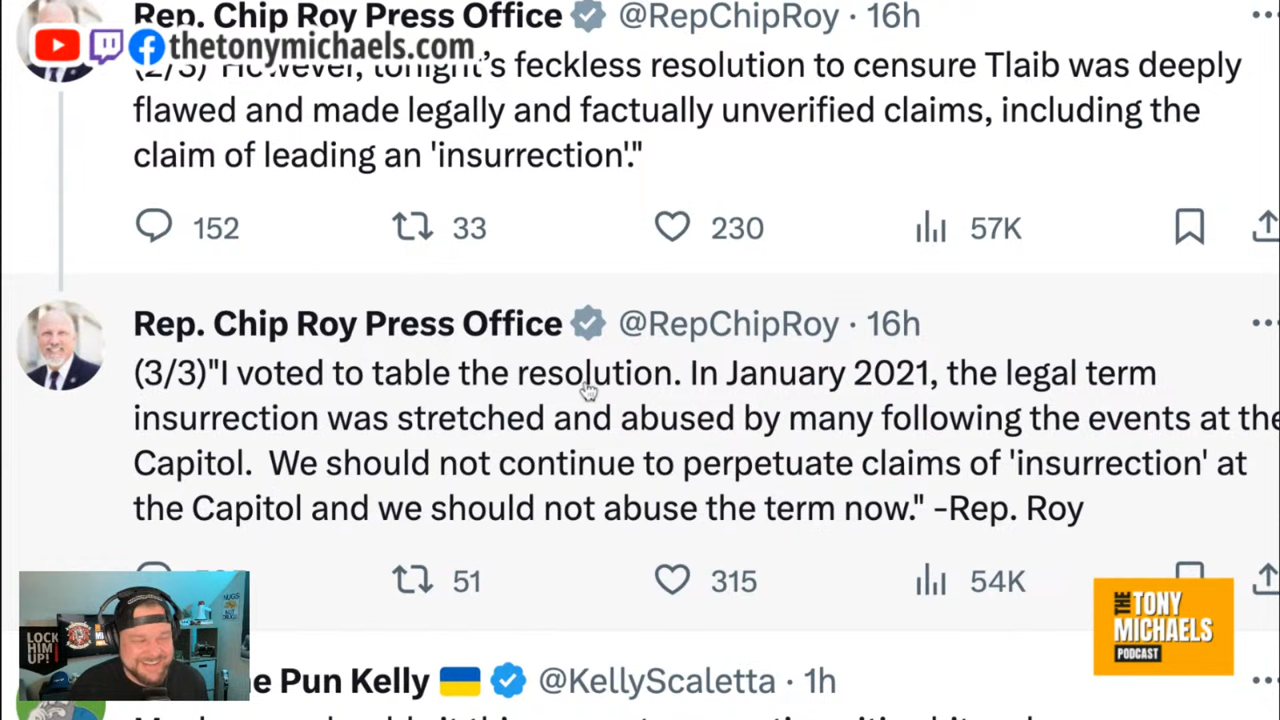 Rep. Chip Roy Press Office @RepChipRoy · 16h
thetonymichaels.com
(2/3) "However, tonight's feckless resolution to censure Tlaib was deeply
flawed and made legally and factually unverified claims, including the
claim of leading an 'insurrection'."
152 33 230 57K
Rep. Chip Roy Press Office @RepChipRoy · 16h
(3/3)"I voted to table the resolution. In January 2021, the legal term
insurrection was stretched and abused by many following the events at the
Capitol. We should not continue to perpetuate claims of 'insurrection' at
the Capitol and we should not abuse the term now." -Rep. Roy
51 315 54K
LOCK
HIM
UP!
THE
TONY
MICHAELS
PODCAST
e Pun Kelly @KellyScaletta · 1h